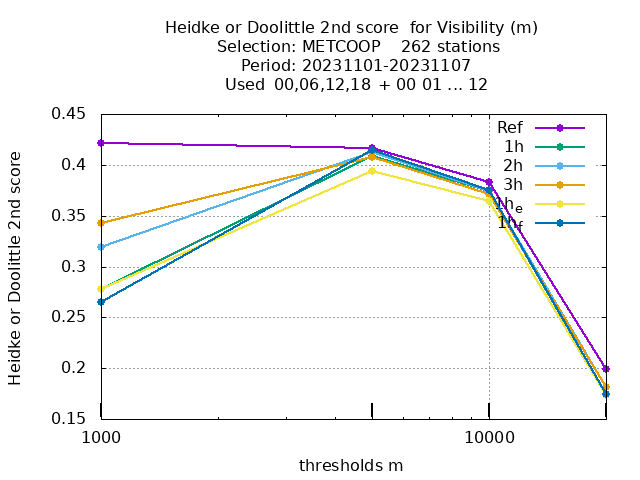 Heidke or Doolittle 2nd score for Visibility (m)
Selection: METCOOP 262 stations
Period: 20231101-20231107
Used 00,06,12,18 + 00 01 ... 12
Heidke or Doolittle 2nd score
0.45
0.4
0.35
0.3
0.25
0.2
0.15
Ref
1h
2h
3h
1h_e
1h_f
1000
10000
thresholds m